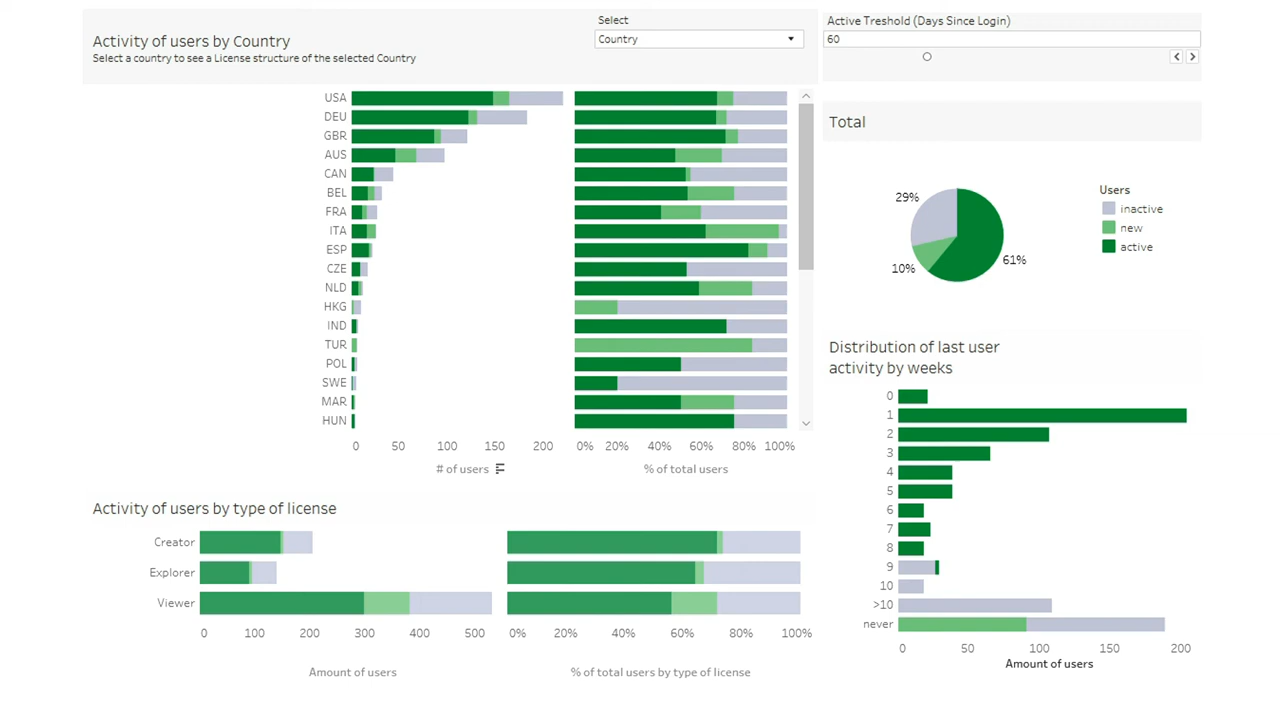 Activity of users by Country
Select a country to see a License structure of the selected Country
Select
Country
Active Treshold (Days Since Login)
60
USA
DEU
GBR
AUS
CAN
BEL
FRA
ITA
ESP
CZE
NLD
HKG
IND
TUR
POL
SWE
MAR
HUN
0 50 100 150 200
# of users
0% 20% 40% 60% 80% 100%
% of total users
Total
29%
10%
61%
Users
inactive
new
active
Distribution of last user
activity by weeks
0
1
2
3
4
5
6
7
8
9
10
>10
never
0 50 100 150 200
Amount of users
Activity of users by type of license
Creator
Explorer
Viewer
0 100 200 300 400 500
Amount of users
0% 20% 40% 60% 80% 100%
% of total users by type of license